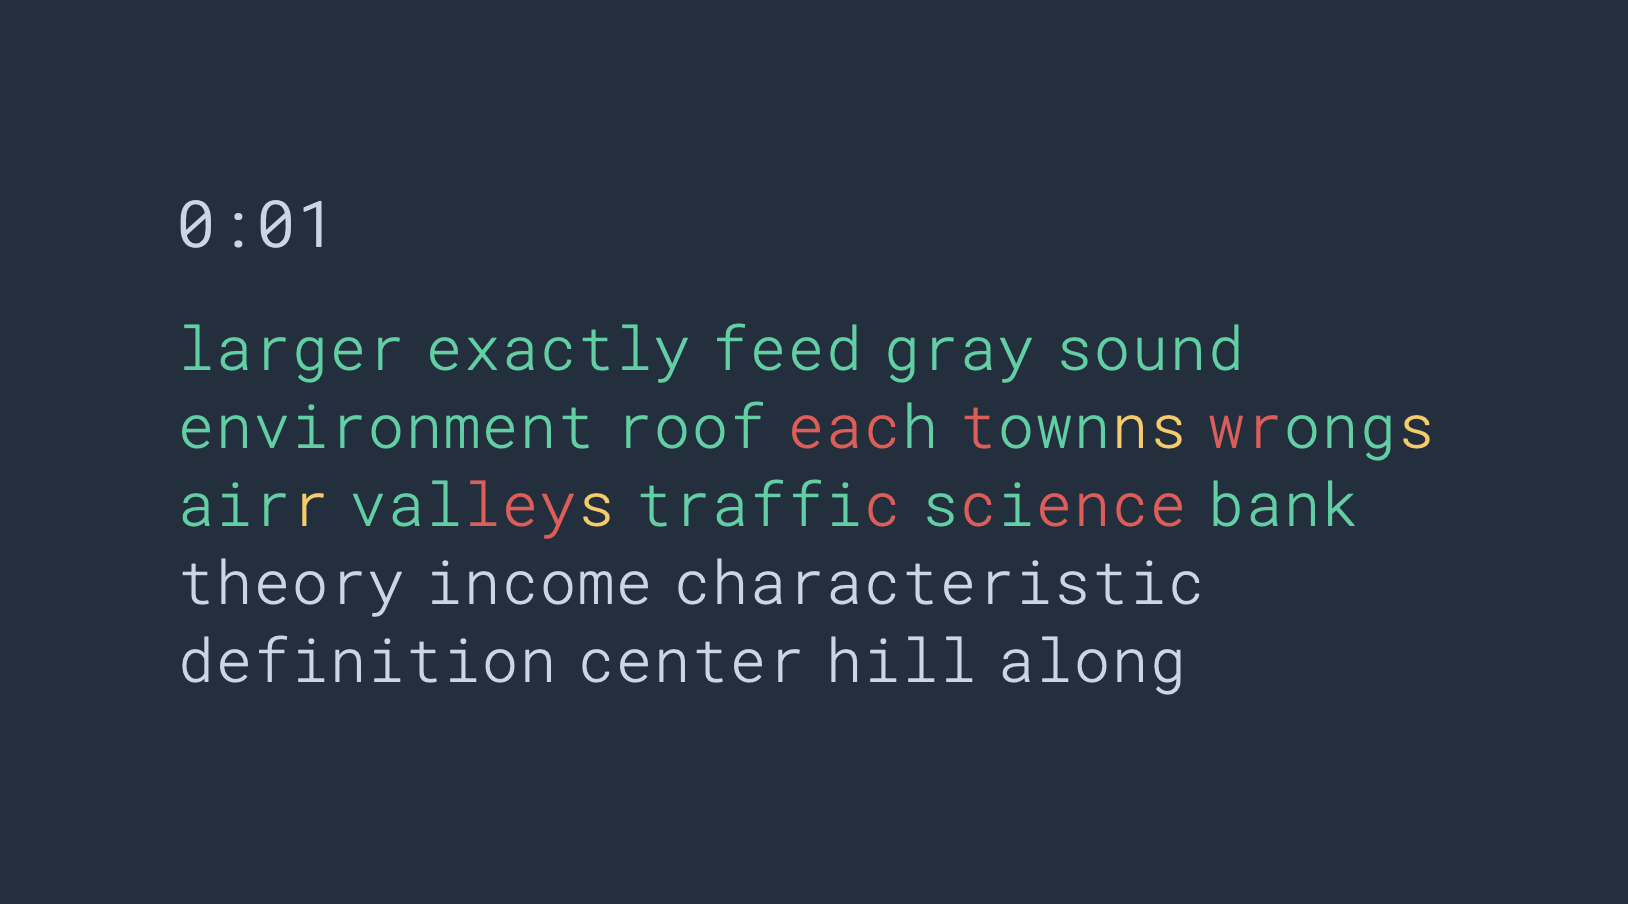 0:01
larger exactly feed gray sound
environment roof each townns wrongs
airr valleys traffic science bank
theory income characteristic
definition center hill along